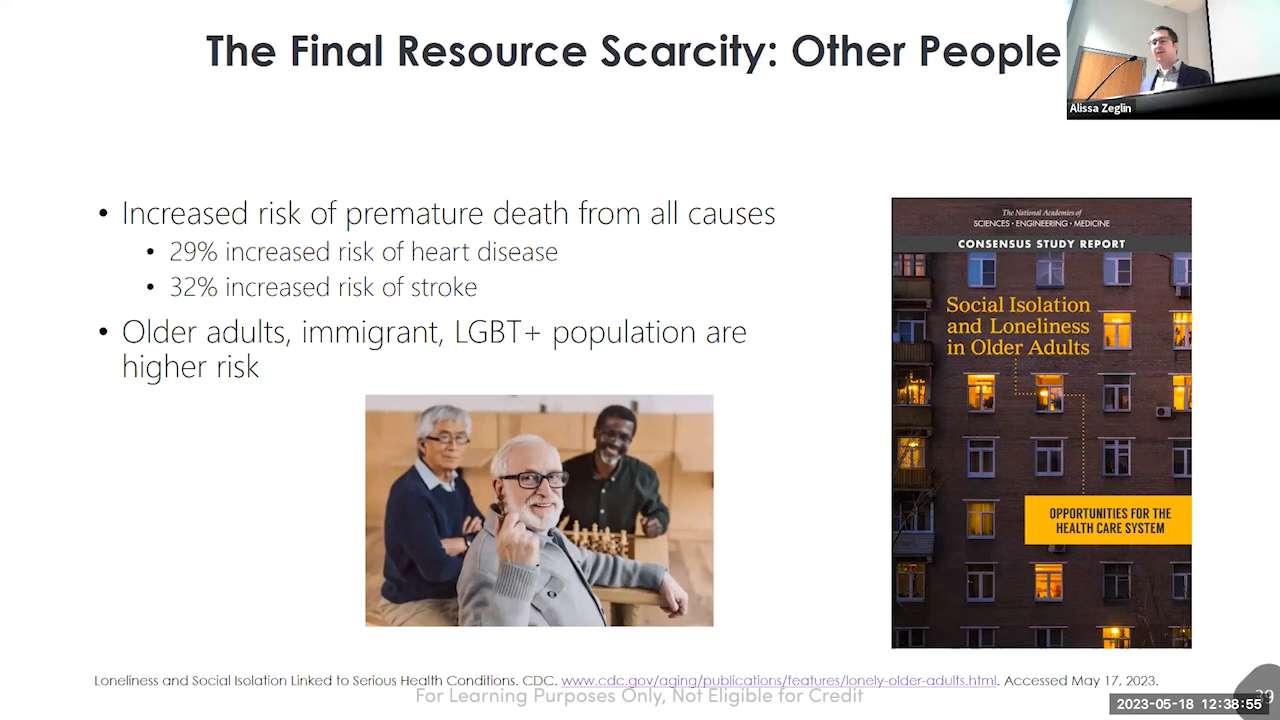 The Final Resource Scarcity: Other People
Alissa Zeglin
• Increased risk of premature death from all causes
• 29% increased risk of heart disease
• 32% increased risk of stroke
• Older adults, immigrant, LGBT+ population are
higher risk
The National Academies of
SCIENCES • ENGINEERING • MEDICINE
CONSENSUS STUDY REPORT
Social Isolation
and Loneliness
in Older Adults
OPPORTUNITIES FOR THE
HEALTH CARE SYSTEM
Loneliness and Social Isolation Linked to Serious Health Conditions. CDC. www.cdc.gov/aging/publications/features/lonely-older-adults.html. Accessed May 17, 2023.
For Learning Purposes Only, Not Eligible for Credit
39
2023-05-18 12:38:55